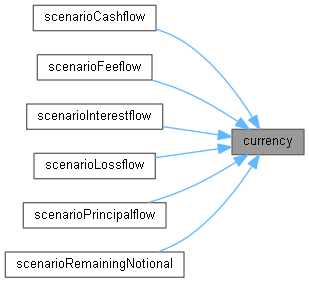 scenarioCashflow
scenarioFeeflow
scenarioInterestflow
currency
scenarioLossflow
scenarioPrincipalflow
scenarioRemainingNotional